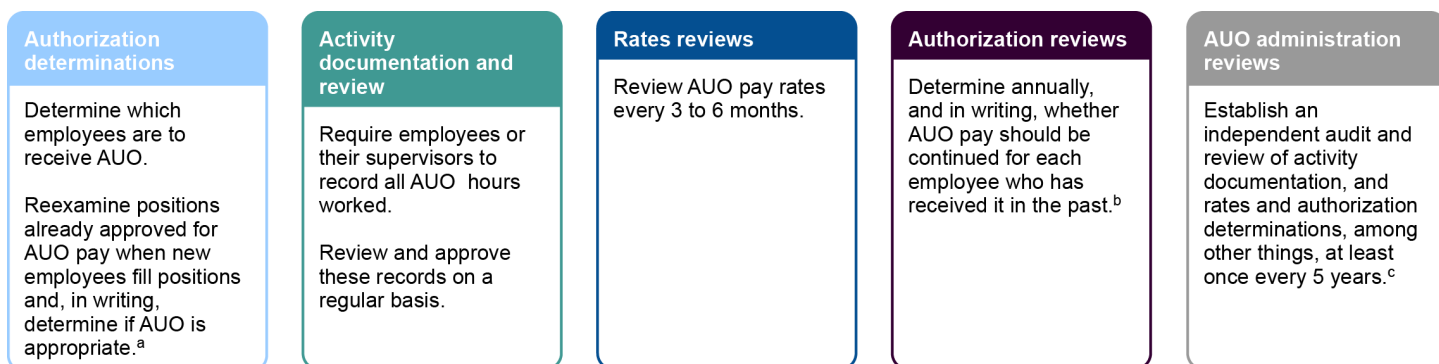 Authorization
determinations
Determine which
employees are to
receive AUO.
Reexamine positions
already approved for
AUO pay when new
employees fill positions
and, in writing,
determine if AUO is
appropriate.a
Activity
documentation and
review
Require employees or
their supervisors to
record all AUO hours
worked.
Review and approve
these records on a
regular basis.
Rates reviews
Review AUO pay rates
every 3 to 6 months.
Authorization reviews
Determine annually,
and in writing, whether
AUO pay should be
continued for each
employee who has
received it in the past.b
AUO administration
reviews
Establish an
independent audit and
review of activity
documentation, and
rates and authorization
determinations, among
other things, at least
once every 5 years.c